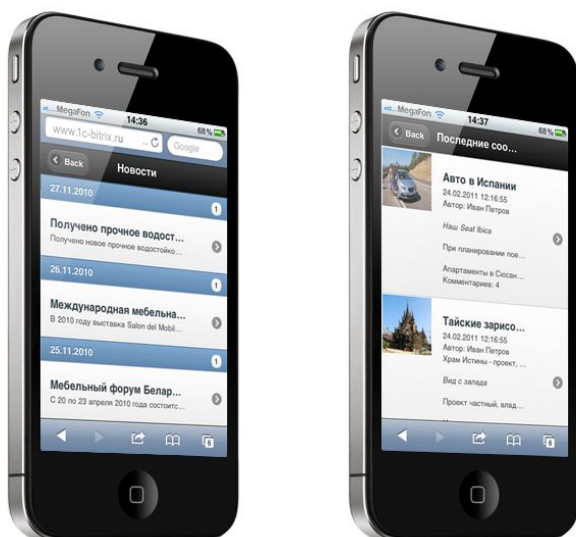 MegaFon 14:36 68%
www.1c-bitrix.ru ... Google
Back Новости
27.11.2010 1
Получено прочное водост...
Получено новое прочное водостойко...
26.11.2010 1
Международная мебельна...
В 2010 году выставка Salon del Mobil...
25.11.2010 1
Мебельный форум Белар...
С 20 по 23 апреля 2010 года состоитс...
6
MegaFon 14:37 68%
Back Последние соо...
Авто в Испании
24.02.2011 12:16:55
Автор: Иван Петров
Наш Seat Ibica
При планировании пое...
Апартаменты в Сюсан...
Комментариев: 4
Тайские зарисо...
24.02.2011 12:16:55
Автор: Иван Петров
Храм Истины - проект, ...
Вид с запада
Проект частный, влад...
6